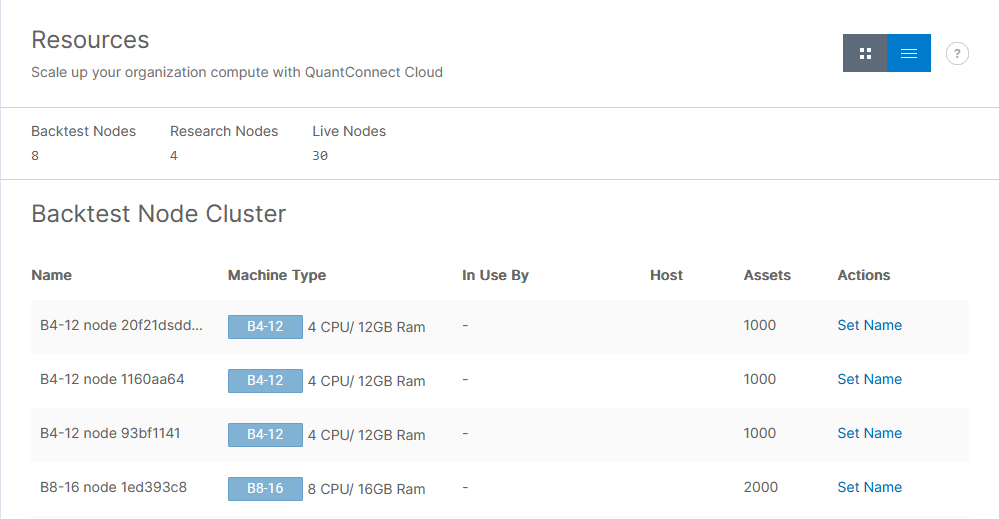 Resources
Scale up your organization compute with QuantConnect Cloud
?
Backtest Nodes Research Nodes Live Nodes
8 4 30
Backtest Node Cluster
Name Machine Type In Use By Host Assets Actions
B4-12 node 20f21dsdd... B4-12 4 CPU/ 12GB Ram - 1000 Set Name
B4-12 node 1160aa64 B4-12 4 CPU/ 12GB Ram - 1000 Set Name
B4-12 node 93bf1141 B4-12 4 CPU/ 12GB Ram - 1000 Set Name
B8-16 node 1ed393c8 B8-16 8 CPU/ 16GB Ram - 2000 Set Name